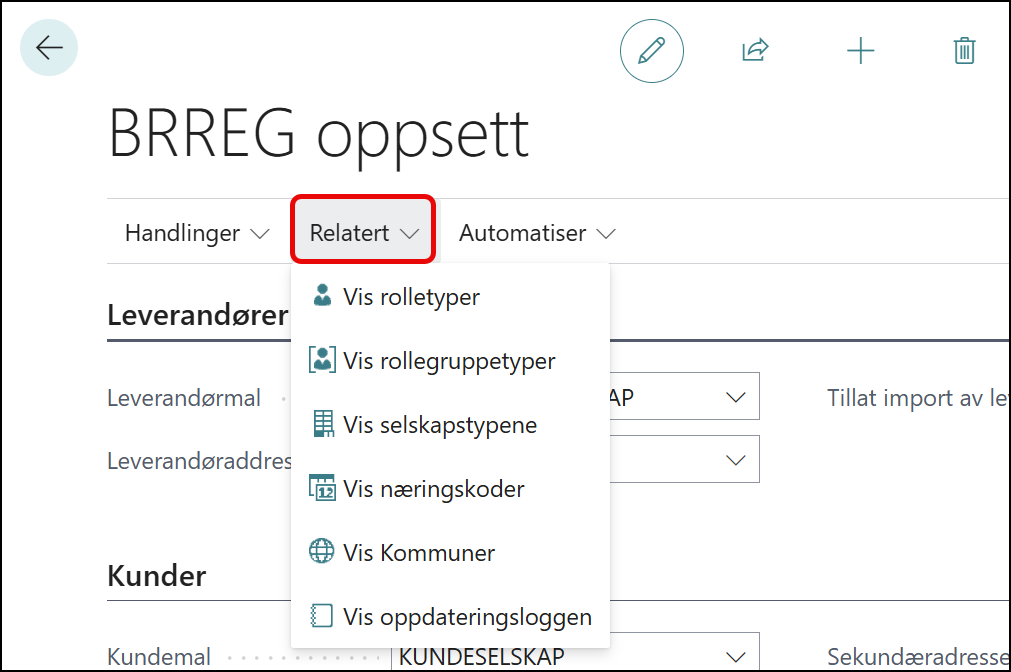 BRREG oppsett
Handlinger Relatert Automatiser
Vis rolletyper
Leverandører
Vis rollegruppetyper
Leverandørmal AP Tillat import av le
Vis selskapstypene
Leverandøraddres
Vis næringskoder
Vis Kommuner
Kunder
Vis oppdateringsloggen
Kundemal KUNDESELSKAP Sekundæradresse